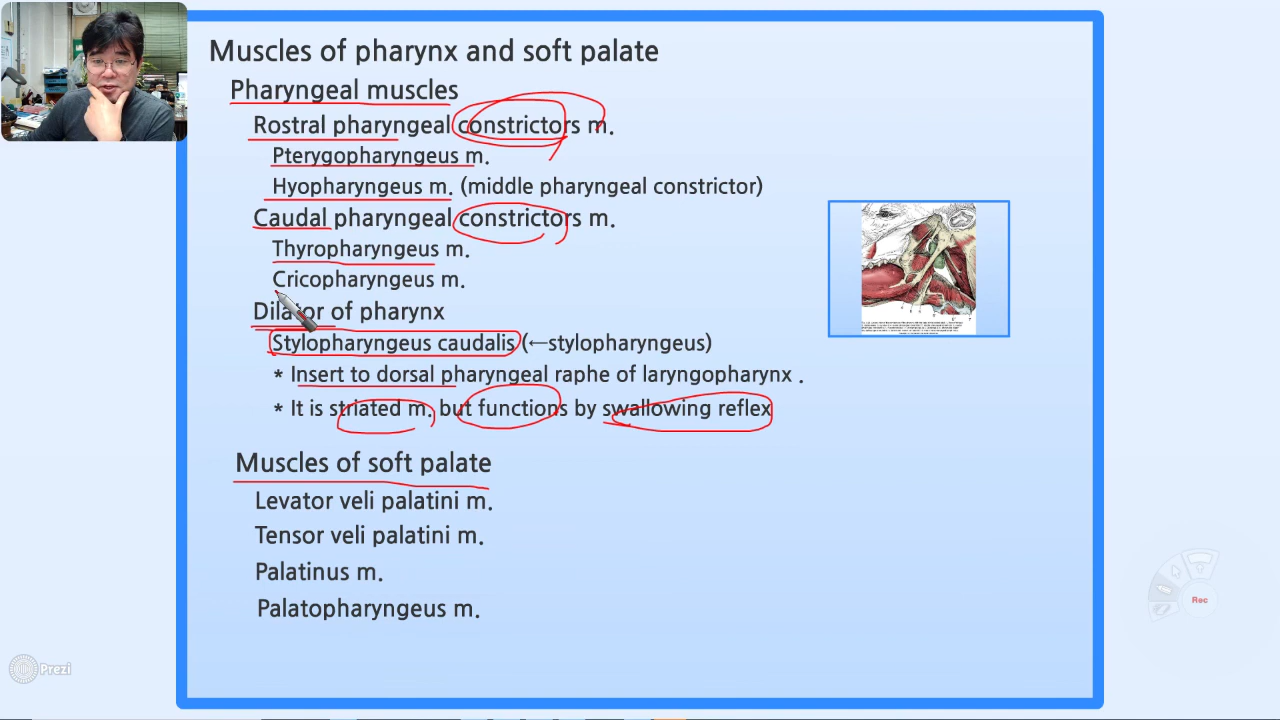 Muscles of pharynx and soft palate
Pharyngeal muscles
Rostral pharyngeal constrictors m.
Pterygopharyngeus m.
Hyopharyngeus m. (middle pharyngeal constrictor)
Caudal pharyngeal constrictors m.
Thyropharyngeus m.
Cricopharyngeus m.
Dilator of pharynx
Stylopharyngeus caudalis (←stylopharyngeus)
* Insert to dorsal pharyngeal raphe of laryngopharynx .
* It is striated m. but functions by swallowing reflex
Muscles of soft palate
Levator veli palatini m.
Tensor veli palatini m.
Palatinus m.
Palatopharyngeus m.
Rec
Prezi